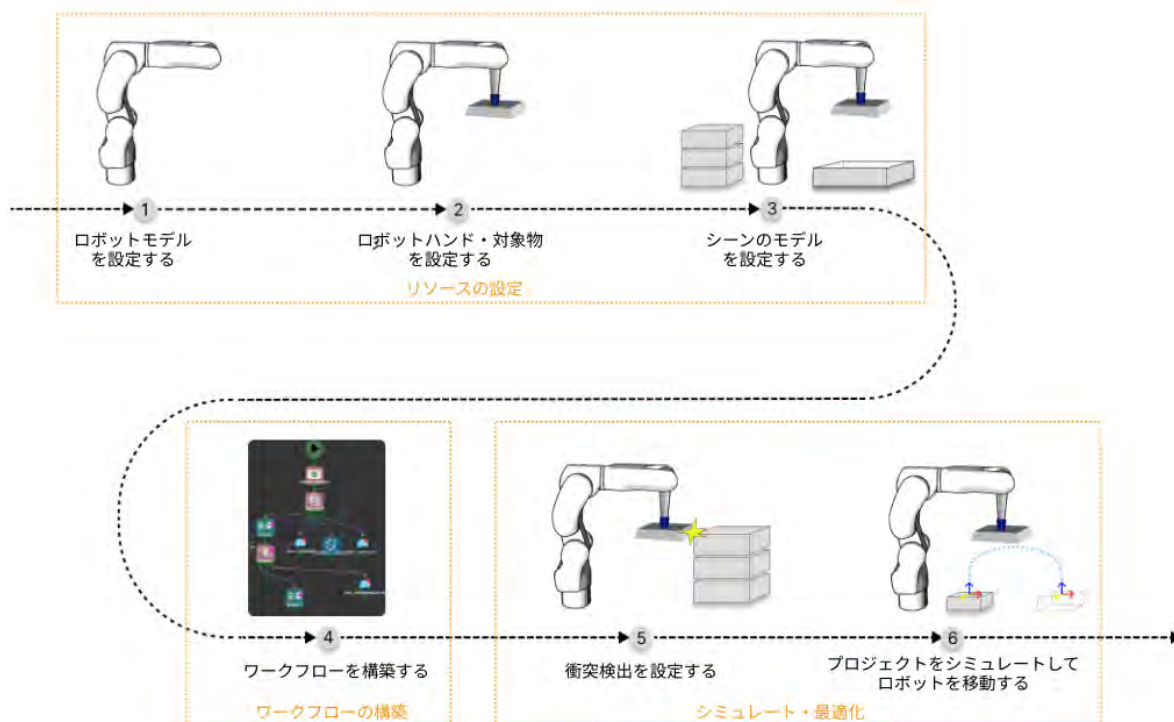 1
2
3
ロボットモデル
を設定する
ロボットハンド・対象物
を設定する
シーンのモデル
を設定する
リソースの設定
4
5
6
ワークフローを構築する
衝突検出を設定する
プロジェクトをシミュレートして
ロボットを移動する
ワークフローの構築
シミュレート・最適化